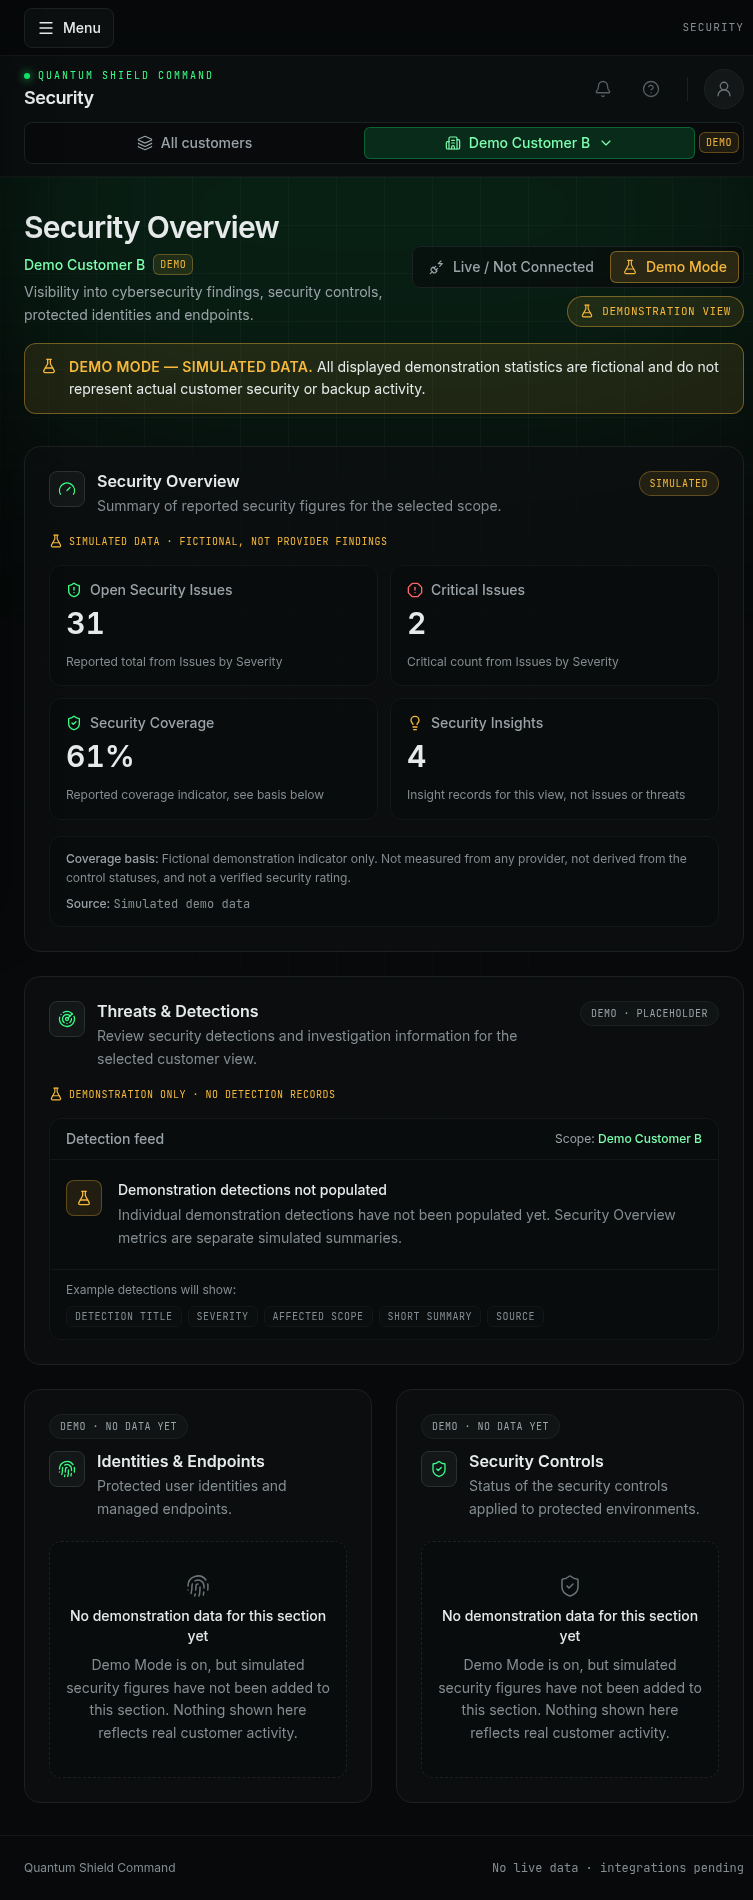 Menu
SECURITY
QUANTUM SHIELD COMMAND
Security
All customers
Demo Customer B
DEMO
Security Overview
Demo Customer B DEMO
Visibility into cybersecurity findings, security controls,
protected identities and endpoints.
Live / Not Connected
Demo Mode
DEMONSTRATION VIEW
DEMO MODE — SIMULATED DATA. All displayed demonstration statistics are fictional and do not
represent actual customer security or backup activity.
Security Overview
Summary of reported security figures for the selected scope.
SIMULATED
SIMULATED DATA · FICTIONAL, NOT PROVIDER FINDINGS
Open Security Issues
31
Reported total from Issues by Severity
Critical Issues
2
Critical count from Issues by Severity
Security Coverage
61%
Reported coverage indicator, see basis below
Security Insights
4
Insight records for this view, not issues or threats
Coverage basis: Fictional demonstration indicator only. Not measured from any provider, not derived from the
control statuses, and not a verified security rating.
Source: Simulated demo data
Threats & Detections
Review security detections and investigation information for the
selected customer view.
DEMO · PLACEHOLDER
DEMONSTRATION ONLY · NO DETECTION RECORDS
Detection feed
Scope: Demo Customer B
Demonstration detections not populated
Individual demonstration detections have not been populated yet. Security Overview
metrics are separate simulated summaries.
Example detections will show:
DETECTION TITLE
SEVERITY
AFFECTED SCOPE
SHORT SUMMARY
SOURCE
DEMO · NO DATA YET
Identities & Endpoints
Protected user identities and
managed endpoints.
No demonstration data for this section
yet
Demo Mode is on, but simulated
security figures have not been added to
this section. Nothing shown here
reflects real customer activity.
DEMO · NO DATA YET
Security Controls
Status of the security controls
applied to protected environments.
No demonstration data for this section
yet
Demo Mode is on, but simulated
security figures have not been added to
this section. Nothing shown here
reflects real customer activity.
Quantum Shield Command
No live data · integrations pending